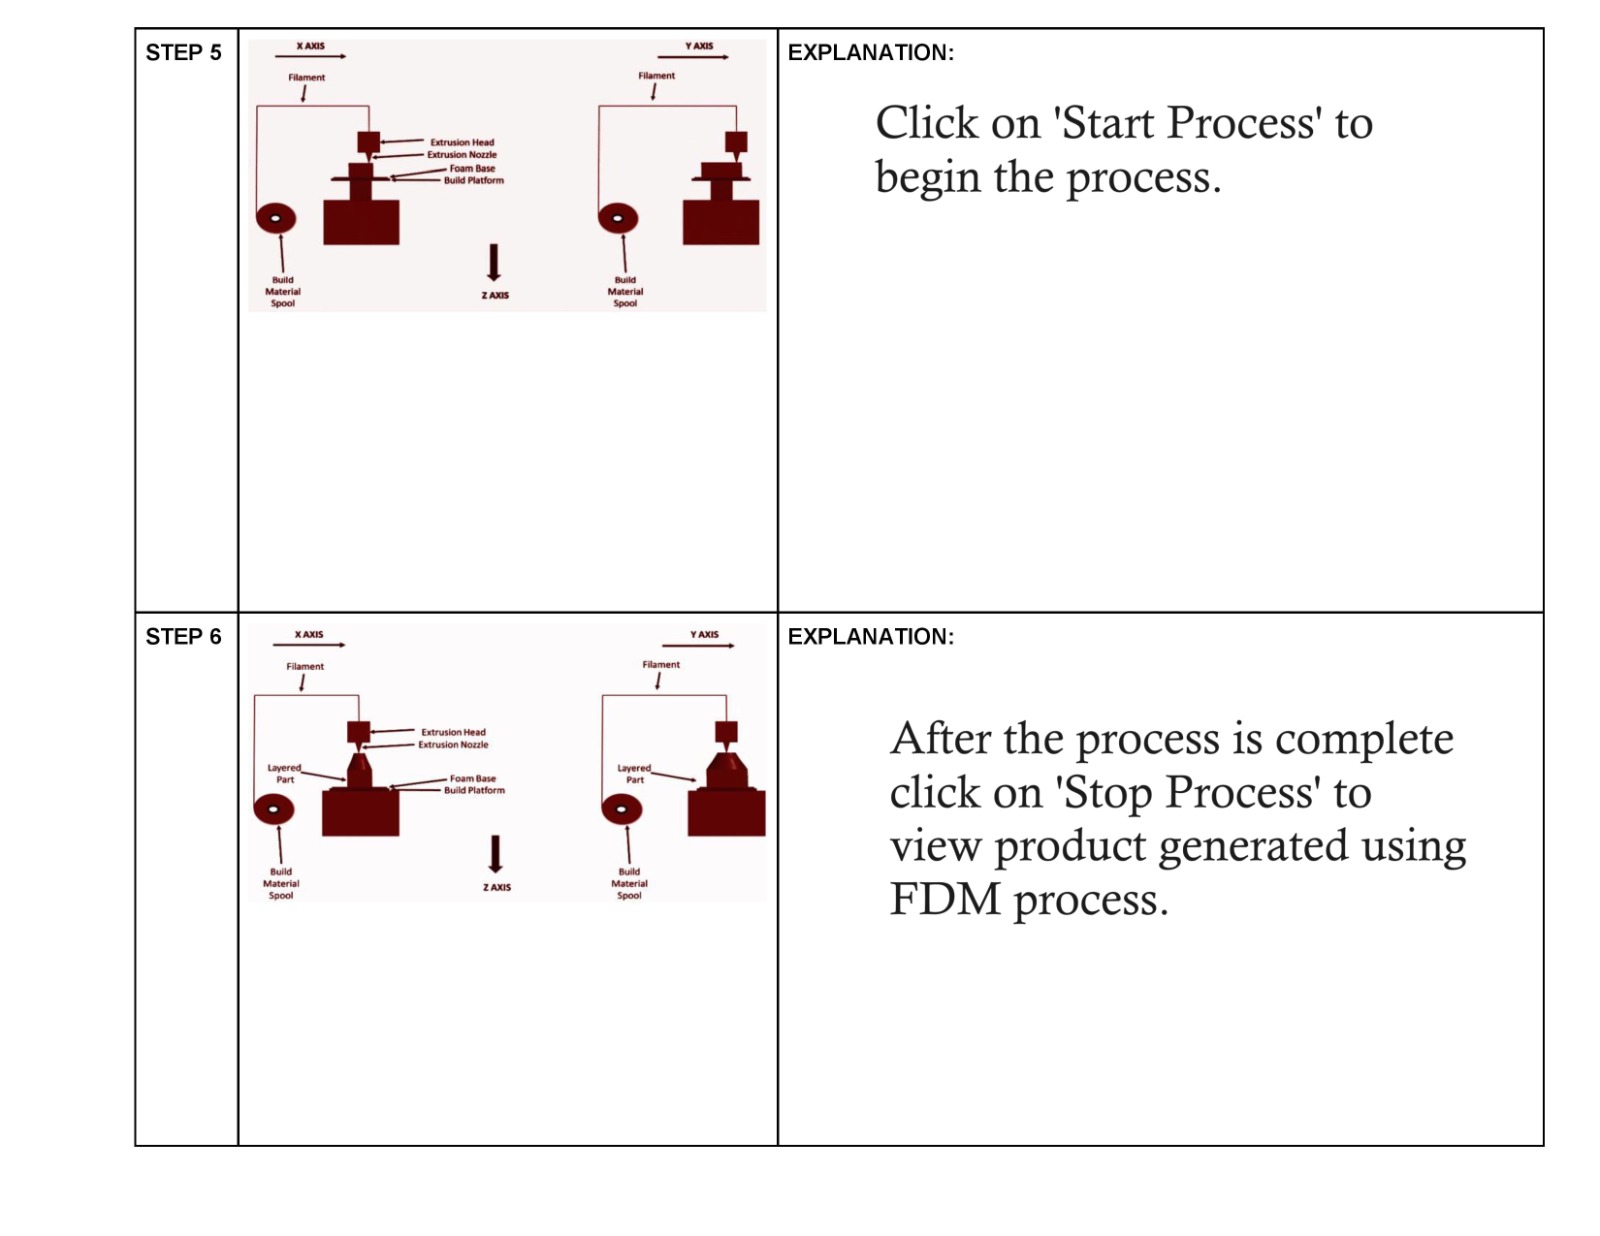 STEP 5
X AXIS
Y AXIS
Filament
Filament
Extrusion Head
Extrusion Nozzle
Foam Base
Build Platform
Build
Material
Spool
Z AXIS
Build
Material
Spool
EXPLANATION:
Click on 'Start Process' to
begin the process.
STEP 6
X AXIS
Y AXIS
Filament
Filament
Extrusion Head
Extrusion Nozzle
Layered
Part
Foam Base
Build Platform
Layered
Part
Build
Material
Spool
Z AXIS
Build
Material
Spool
EXPLANATION:
After the process is complete
click on 'Stop Process' to
view product generated using
FDM process.